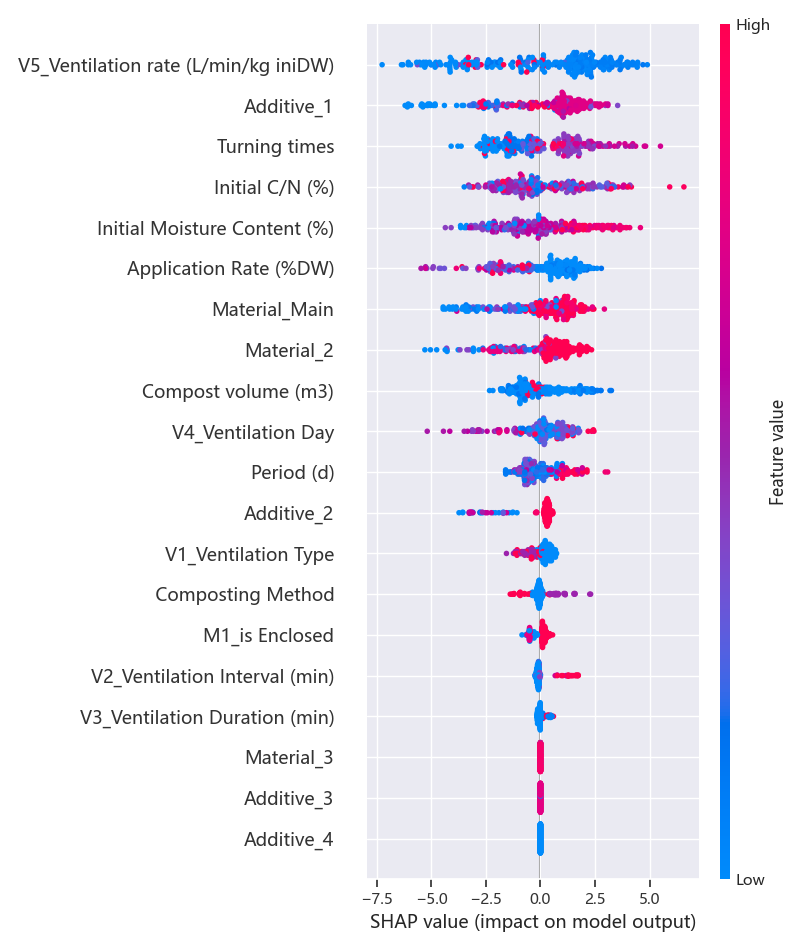 High
V5_Ventilation rate (L/min/kg iniDW)
Additive_1
Turning times
Initial C/N (%)
Initial Moisture Content (%)
Application Rate (%DW)
Material_Main
Material_2
Compost volume (m3)
V4_Ventilation Day
Period (d)
Additive_2
V1_Ventilation Type
Composting Method
M1_is Enclosed
V2_Ventilation Interval (min)
V3_Ventilation Duration (min)
Material_3
Additive_3
Additive_4
Feature value
Low
−7.5 −5.0 −2.5 0.0 2.5 5.0
SHAP value (impact on model output)